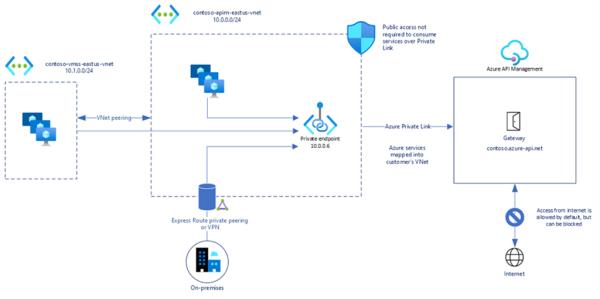 contoso-apim-eastus-vnet
10.0.0.0/24
contoso-vmss-eastus-vnet
10.1.0.0/24
Public access not
required to consume
services over Private
Link
Azure API Management
VNet peering
Private endpoint
10.0.0.6
Azure Private Link
Azure services
mapped into
customer's VNet
Gateway
contoso.azure-api.net
Express Route private peering
or VPN
On-premises
Access from internet is
allowed by default, but
can be blocked
Internet